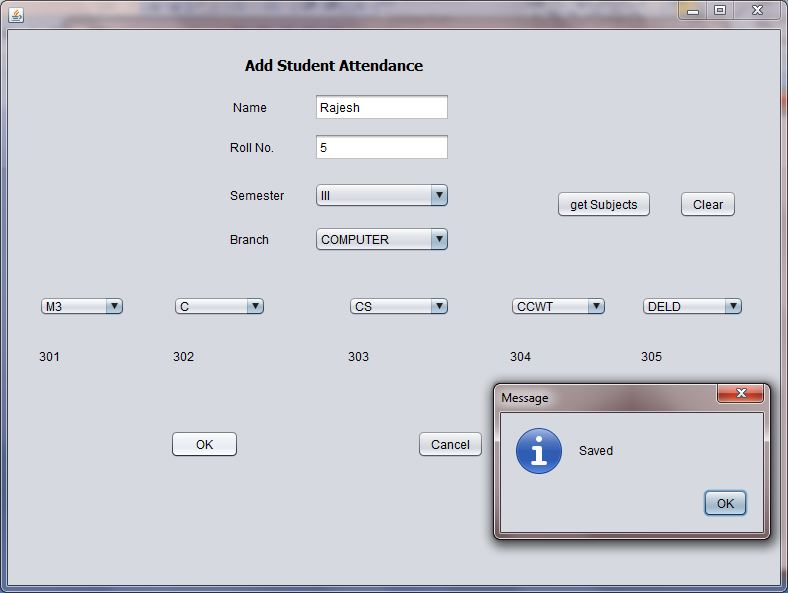 Add Student Attendance
Name Rajesh
Roll No. 5
Semester III
get Subjects Clear
Branch COMPUTER
M3 C CS CCWT DELD
301 302 303 304 305
OK Cancel
Message
Saved
OK